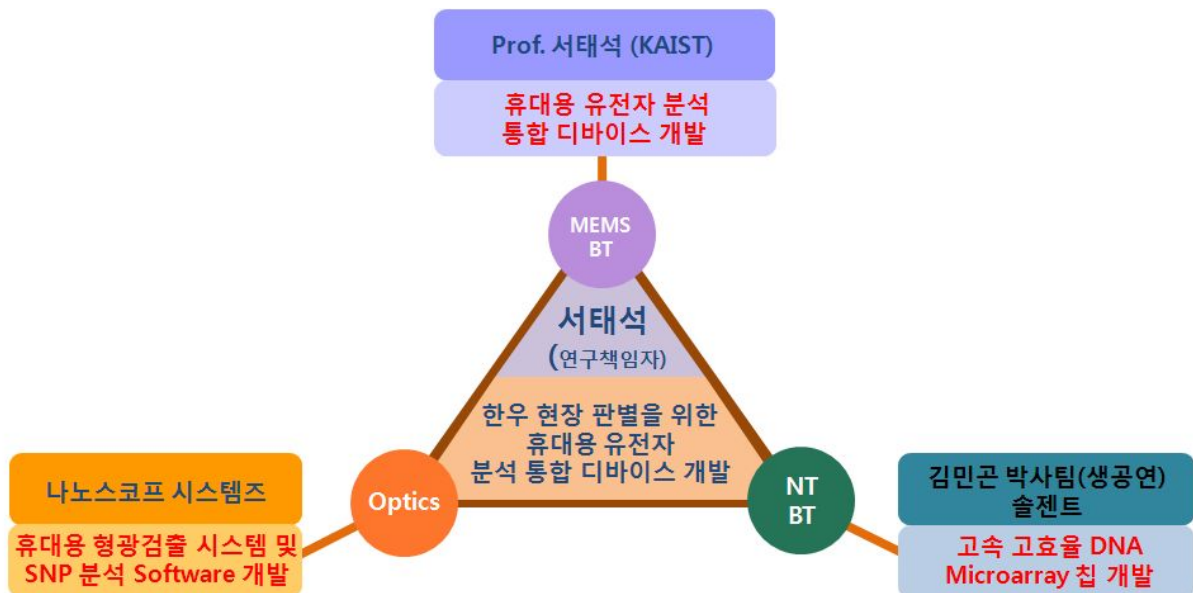 Prof. 서태석 (KAIST)
휴대용 유전자 분석
통합 디바이스 개발
MEMS
BT
서태석
(연구책임자)
한우 현장 판별을 위한
휴대용 유전자
분석 통합 디바이스 개발
나노스코프 시스템즈
휴대용 형광검출 시스템 및
SNP 분석 Software 개발
Optics
NT
BT
김민곤 박사팀(생공연)
솔젠트
고속 고효율 DNA
Microarray 칩 개발